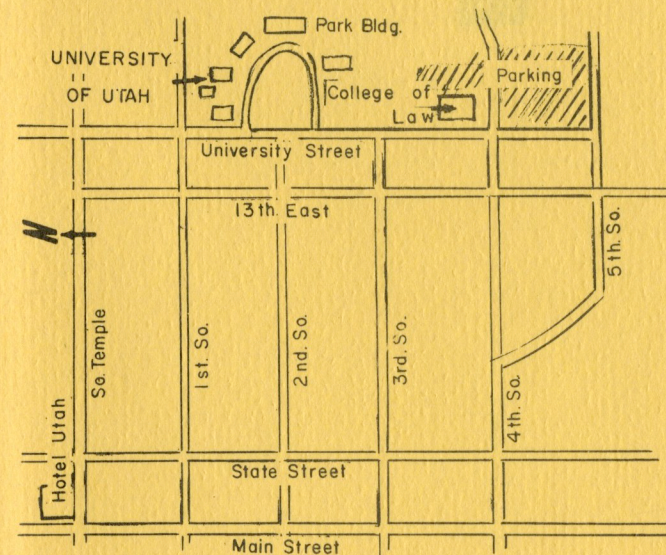 Park Bldg.
UNIVERSITY
OF UTAH
College of
Law
Parking
University Street
13th East
N
5th. So.
So. Temple
1st. So.
2nd. So.
3rd. So.
4th. So.
Hotel Utah
State Street
Main Street